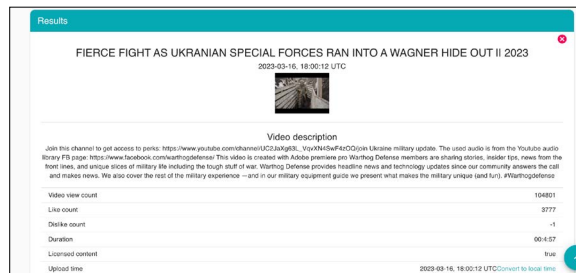 Results
FIERCE FIGHT AS UKRANIAN SPECIAL FORCES RAN INTO A WAGNER HIDE OUT II 2023
2023-03-16, 18:00:12 UTC
Video description
Join this channel to get access to perks: https://www.youtube.com/channel/UC2JaXg63L_VqvXN4SwF4zOQ/join Ukraine military update. The used audio is from the Youtube audio
library FB page: https://www.facebook.com/warthogdefense/ This video is created with Adobe premiere pro Warthog Defense members are sharing stories, insider tips, news from the
front lines, and unique slices of military life including the tough stuff of war. Warthog Defense provides headline news and technology updates since our community answers the call
and makes news. We also cover the rest of the military experience —and in our military equipment guide we present what makes the military unique (and fun). #Warthogdefense
Video view count 104801
Like count 3777
Dislike count -1
Duration 00:4:57
Licensed content true
Upload time 2023-03-16, 18:00:12 UTCConvert to local time